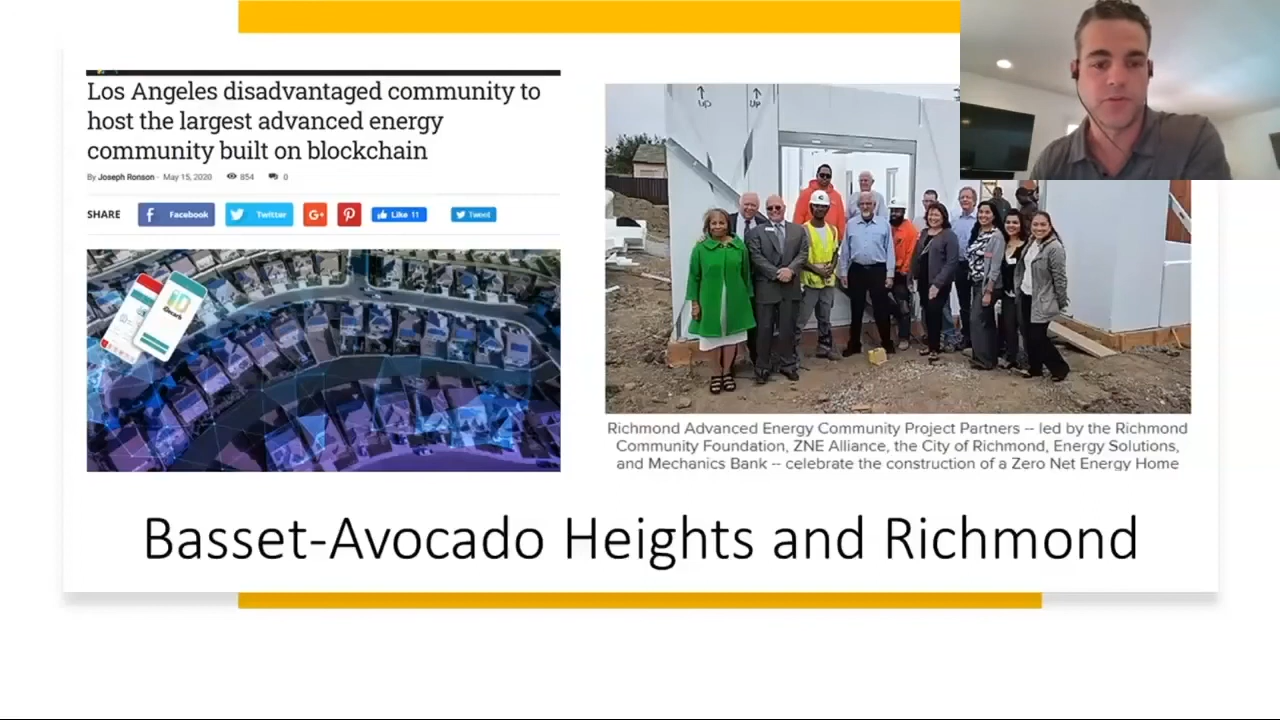 Los Angeles disadvantaged community to
host the largest advanced energy
community built on blockchain
By Joseph Ronson - May 15, 2020 854 0
SHARE Facebook Twitter G+ Like 11 Tweet
UP UP
Richmond Advanced Energy Community Project Partners -- led by the Richmond
Community Foundation, ZNE Alliance, the City of Richmond, Energy Solutions,
and Mechanics Bank -- celebrate the construction of a Zero Net Energy Home
Basset-Avocado Heights and Richmond